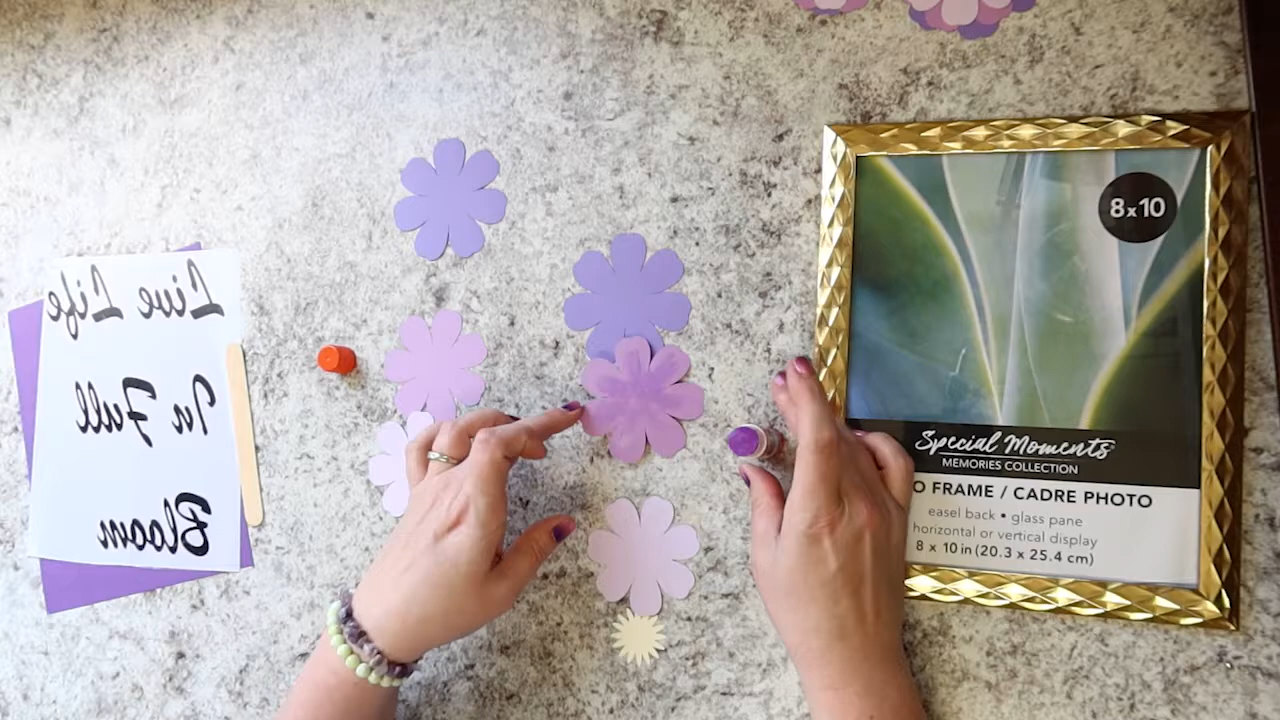 Live Life
In Full
Bloom
8x10
Special Moments
MEMORIES COLLECTION
O FRAME / CADRE PHOTO
easel back • glass pane
horizontal or vertical display
8 x 10 in (20.3 x 25.4 cm)